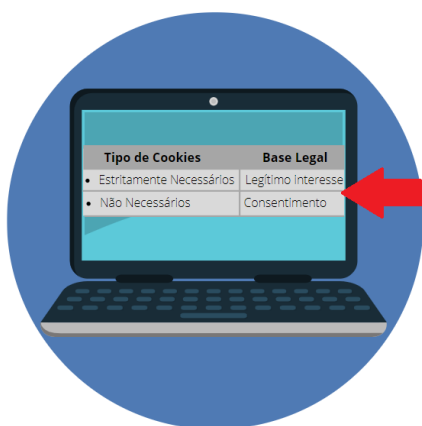 Tipo de Cookies Base Legal
• Estritamente Necessários Legítimo Interesse
• Não Necessários Consentimento